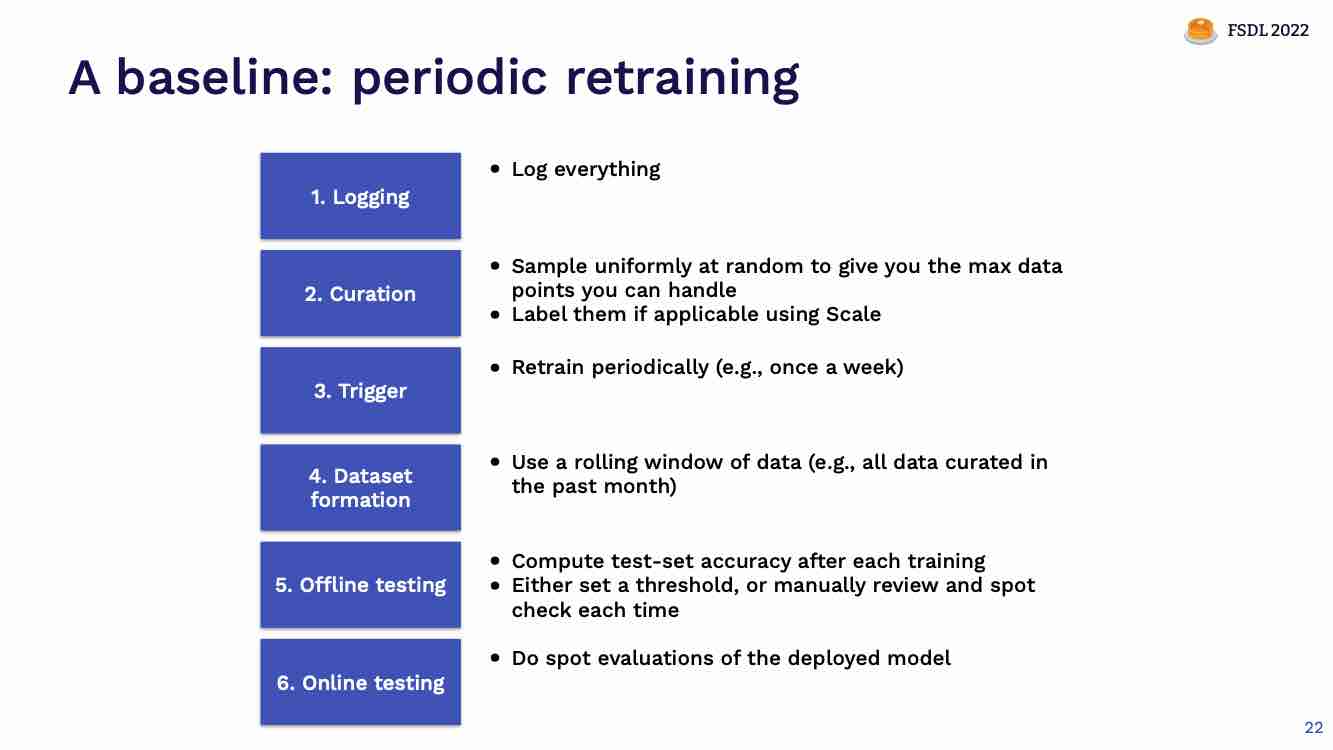 FSDL 2022
A baseline: periodic retraining
1. Logging
• Log everything
2. Curation
• Sample uniformly at random to give you the max data
points you can handle
• Label them if applicable using Scale
3. Trigger
• Retrain periodically (e.g., once a week)
4. Dataset
formation
• Use a rolling window of data (e.g., all data curated in
the past month)
5. Offline testing
• Compute test-set accuracy after each training
• Either set a threshold, or manually review and spot
check each time
6. Online testing
• Do spot evaluations of the deployed model
22